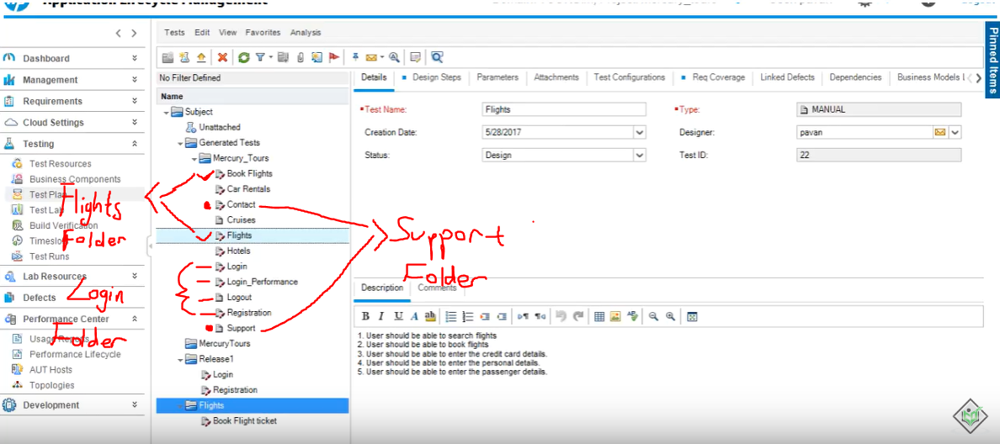 Application Lifecycle Management
Tests Edit View Favorites Analysis
Pinned Items
Dashboard
Management
Requirements
Cloud Settings
Testing
Test Resources
Business Components
Test Pla
Test Lab
Build Verification
Timeslo
Test Runs
Lab Resources
Defects
Performance Center
Usage Reports
Performance Lifecycle
AUT Hosts
Topologies
Development
Flights
Folder
Login
Folder
No Filter Defined
Name
Subject
Unattached
Generated Tests
Mercury_Tours
Book Flights
Car Rentals
Contact
Cruises
Flights
Hotels
Login
Login_Performance
Logout
Registration
Support
MercuryTours
Release1
Login
Registration
Flights
Book Flight ticket
Support
Folder
Details Design Steps Parameters Attachments Test Configurations Req Coverage Linked Defects Dependencies Business Models L
*Test Name: Flights *Type: MANUAL
Creation Date: 5/28/2017 Designer: pavan
Status: Design Test ID: 22
Description Comments
B I U A ab
1. User should be able to search flights
2. User should be able to book flights
3. User should be able to enter the credit card details.
4. User should be able to enter the personal details.
5. User should be able to enter the passenger details.